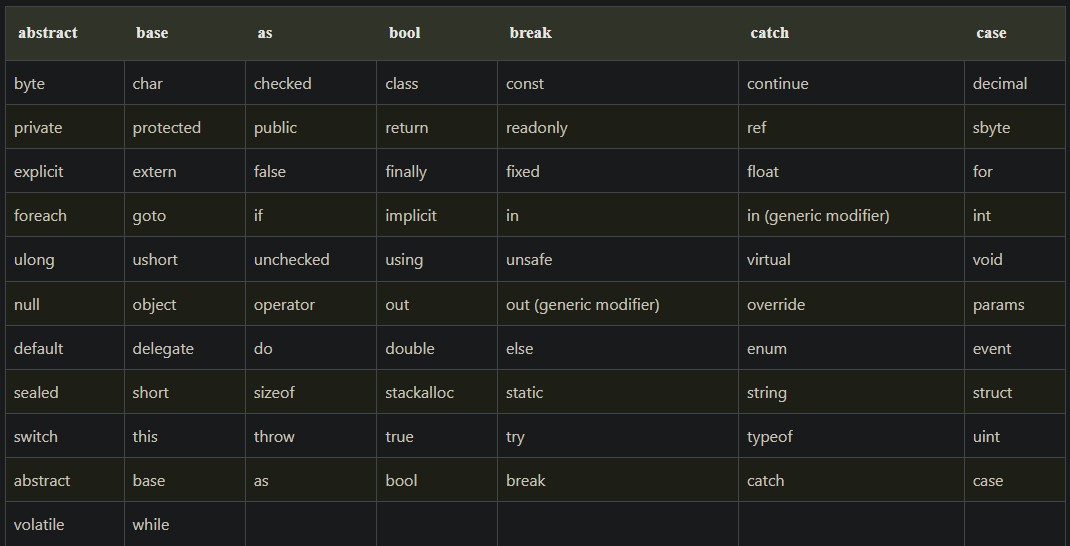 abstract base as bool break catch case
byte char checked class const continue decimal
private protected public return readonly ref sbyte
explicit extern false finally fixed float for
foreach goto if implicit in in (generic modifier) int
ulong ushort unchecked using unsafe virtual void
null object operator out out (generic modifier) override params
default delegate do double else enum event
sealed short sizeof stackalloc static string struct
switch this throw true try typeof uint
abstract base as bool break catch case
volatile while